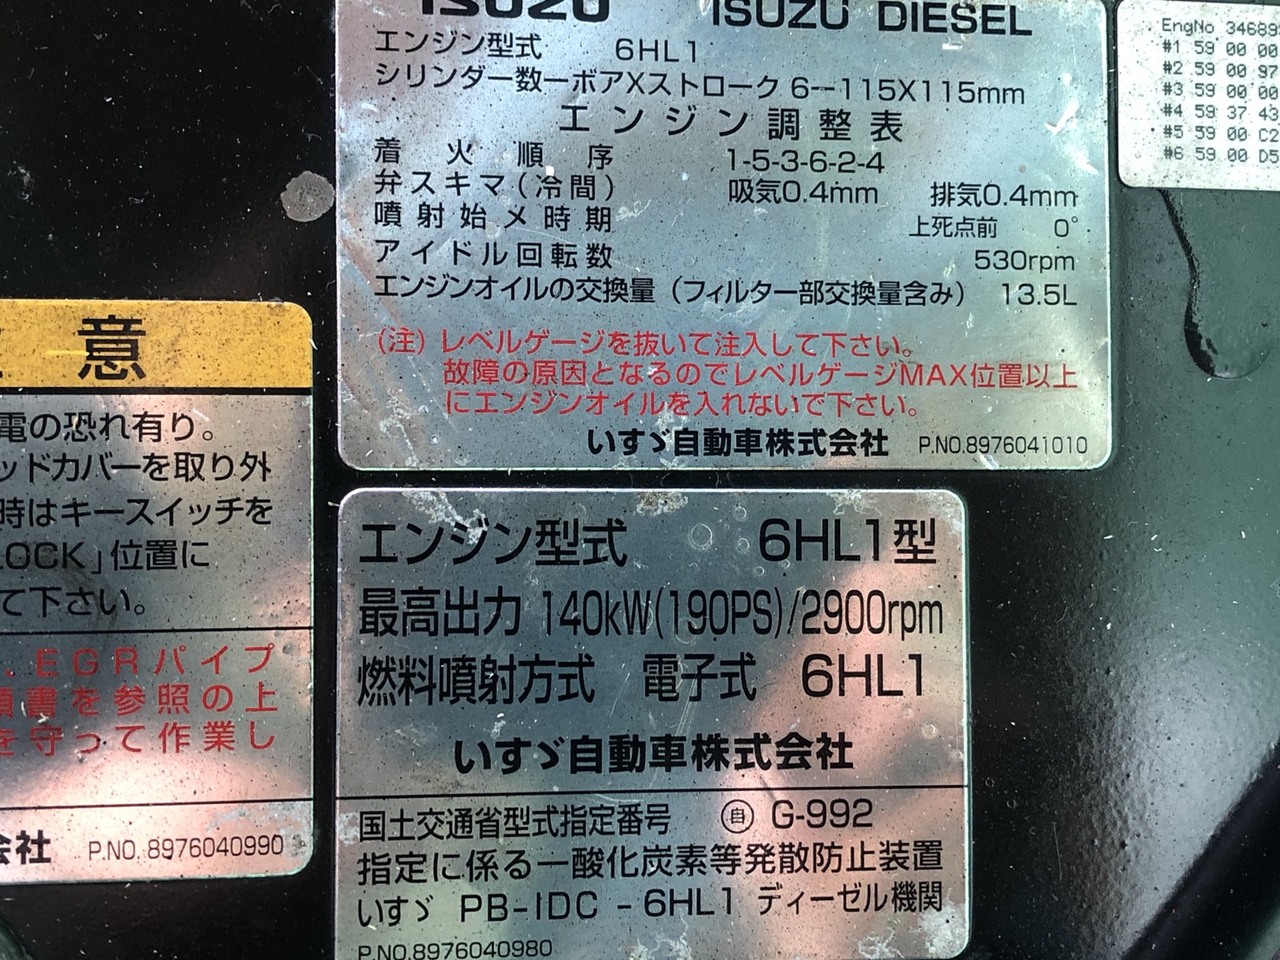 ISUZU ISUZU DIESEL
エンジン型式 6HL1
シリンダー数ーボアXストローク 6-115X115mm
エンジン調整表
着火順序 1-5-3-6-2-4
弁スキマ(冷間) 吸気0.4mm 排気0.4mm
噴射始メ時期 上死点前 0°
アイドル回転数 530rpm
エンジンオイルの交換量(フィルター部交換量含み) 13.5L
(注) レベルゲージを抜いて注入して下さい。
故障の原因となるのでレベルゲージMAX位置以上
にエンジンオイルを入れないで下さい。
いすゞ自動車株式会社 P.NO.8976041010
EngNo 34689
#1 59 00 00
#2 59 00 97
#3 59 00 00
#4 59 37 43
#5 59 00 C2
#6 59 00 D5
意
電の恐れ有り。
ッドカバーを取り外
時はキースイッチを
LOCK」位置に
て下さい。
.EGRパイプ
書を参照の上
を守って作業し
会社 P.NO.8976040990
エンジン型式 6HL1型
最高出力 140kW(190PS)/2900rpm
燃料噴射方式 電子式 6HL1
いすゞ自動車株式会社
国土交通省型式指定番号 ㊀自 G-992
指定に係る一酸化炭素等発散防止装置
いすゞ PB-IDC-6HL1 ディーゼル機関
P.NO.8976040980